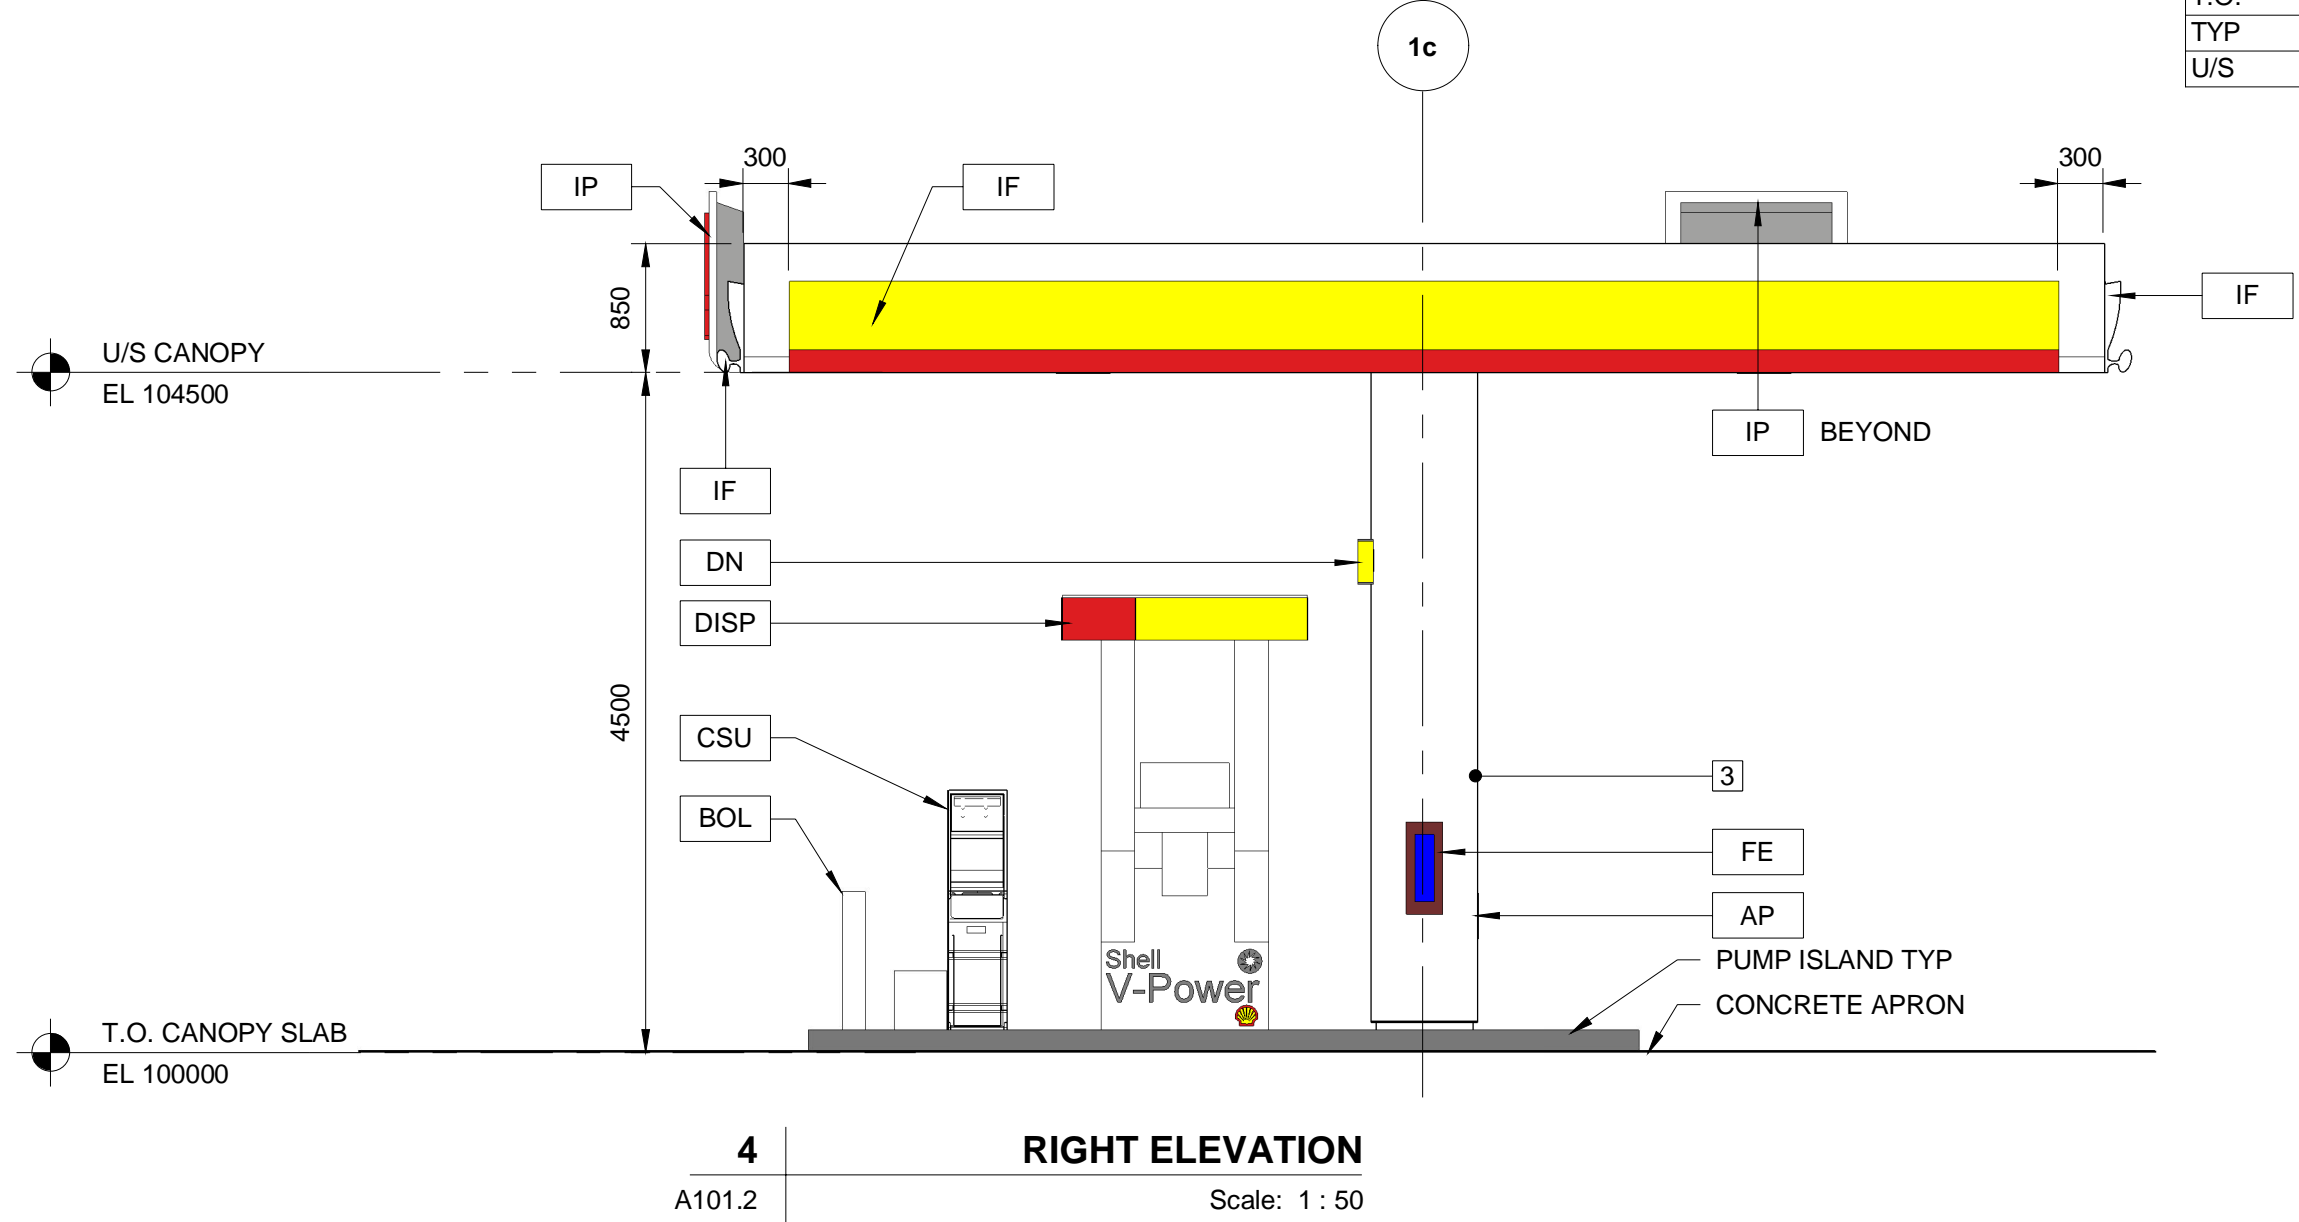 T.O.
TYP
U/S
1c
300
300
IP
IF
850
IF
U/S CANOPY
EL 104500
IP BEYOND
IF
DN
DISP
4500
CSU
3
BOL
FE
AP
Shell
V-Power
PUMP ISLAND TYP
CONCRETE APRON
T.O. CANOPY SLAB
EL 100000
4 RIGHT ELEVATION
A101.2 Scale: 1 : 50